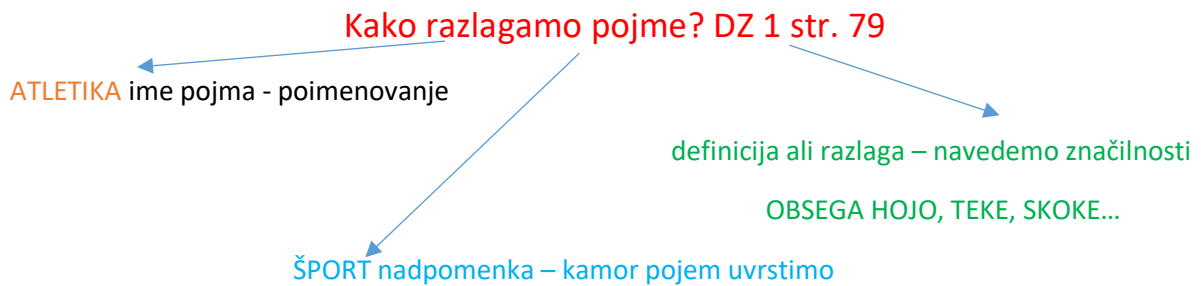 Kako razlagamo pojme? DZ 1 str. 79
ATLETIKA ime pojma - poimenovanje
definicija ali razlaga – navedemo značilnosti
OBSEGA HOJO, TEKE, SKOKE…
ŠPORT nadpomenka – kamor pojem uvrstimo